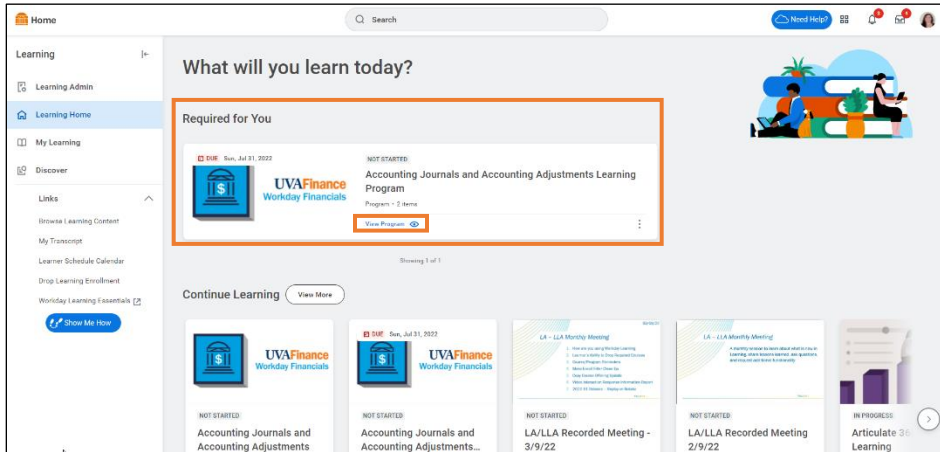 Home
Search
Need Help?
Learning
Learning Admin
Learning Home
My Learning
Discover
Links
Browse Learning Content
My Transcript
Learner Schedule Calendar
Drop Learning Enrollment
Workday Learning Essentials
Show Me How
What will you learn today?
Required for You
DUE Sun, Jul 31, 2022
UVAFinance
Workday Financials
NOT STARTED
Accounting Journals and Accounting Adjustments Learning
Program
Program • 2 items
View Program
Showing 1 of 1
Continue Learning
View More
UVAFinance
Workday Financials
NOT STARTED
Accounting Journals and
Accounting Adjustments
DUE Sun, Jul 31, 2022
UVAFinance
Workday Financials
NOT STARTED
Accounting Journals and
Accounting Adjustments...
LA – LLA Monthly Meeting
NOT STARTED
LA/LLA Recorded Meeting -
3/9/22
LA – LLA Monthly Meeting
NOT STARTED
LA/LLA Recorded Meeting
2/9/22
IN PROGRESS
Articulate
Learning